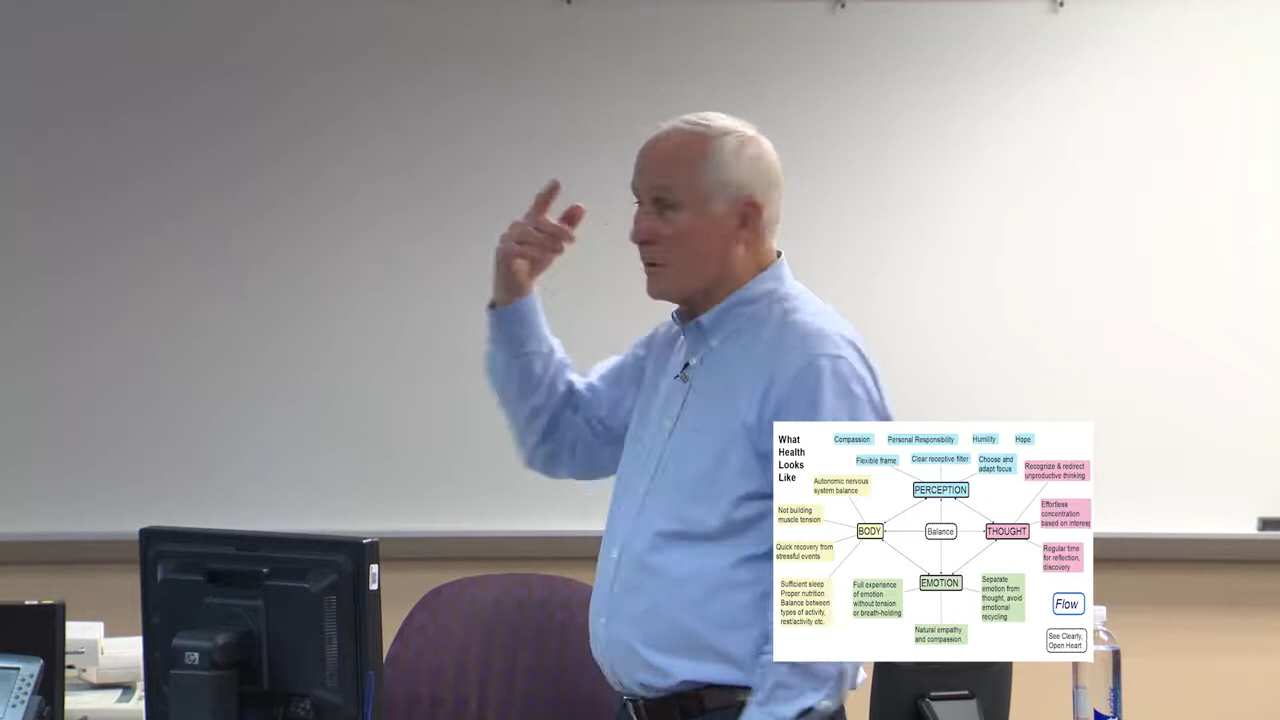 What
Health
Looks
Like
Compassion
Personal Responsibility
Humility
Hope
Flexible frame
Clear receptive filter
Choose and
adapt focus
Recognize & redirect
unproductive thinking
Autonomic nervous
system balance
PERCEPTION
Effortless
concentration
based on interest
Not building
muscle tension
BODY
Balance
THOUGHT
Quick recovery from
stressful events
Regular time
for reflection,
discovery
Sufficient sleep
Proper nutrition
Balance between
types of activity,
rest/activity etc.
Full experience
of emotion
without tension
or breath-holding
EMOTION
Separate
emotion from
thought, avoid
emotional
recycling
Natural empathy
and compassion
Flow
See Clearly,
Open Heart
hp